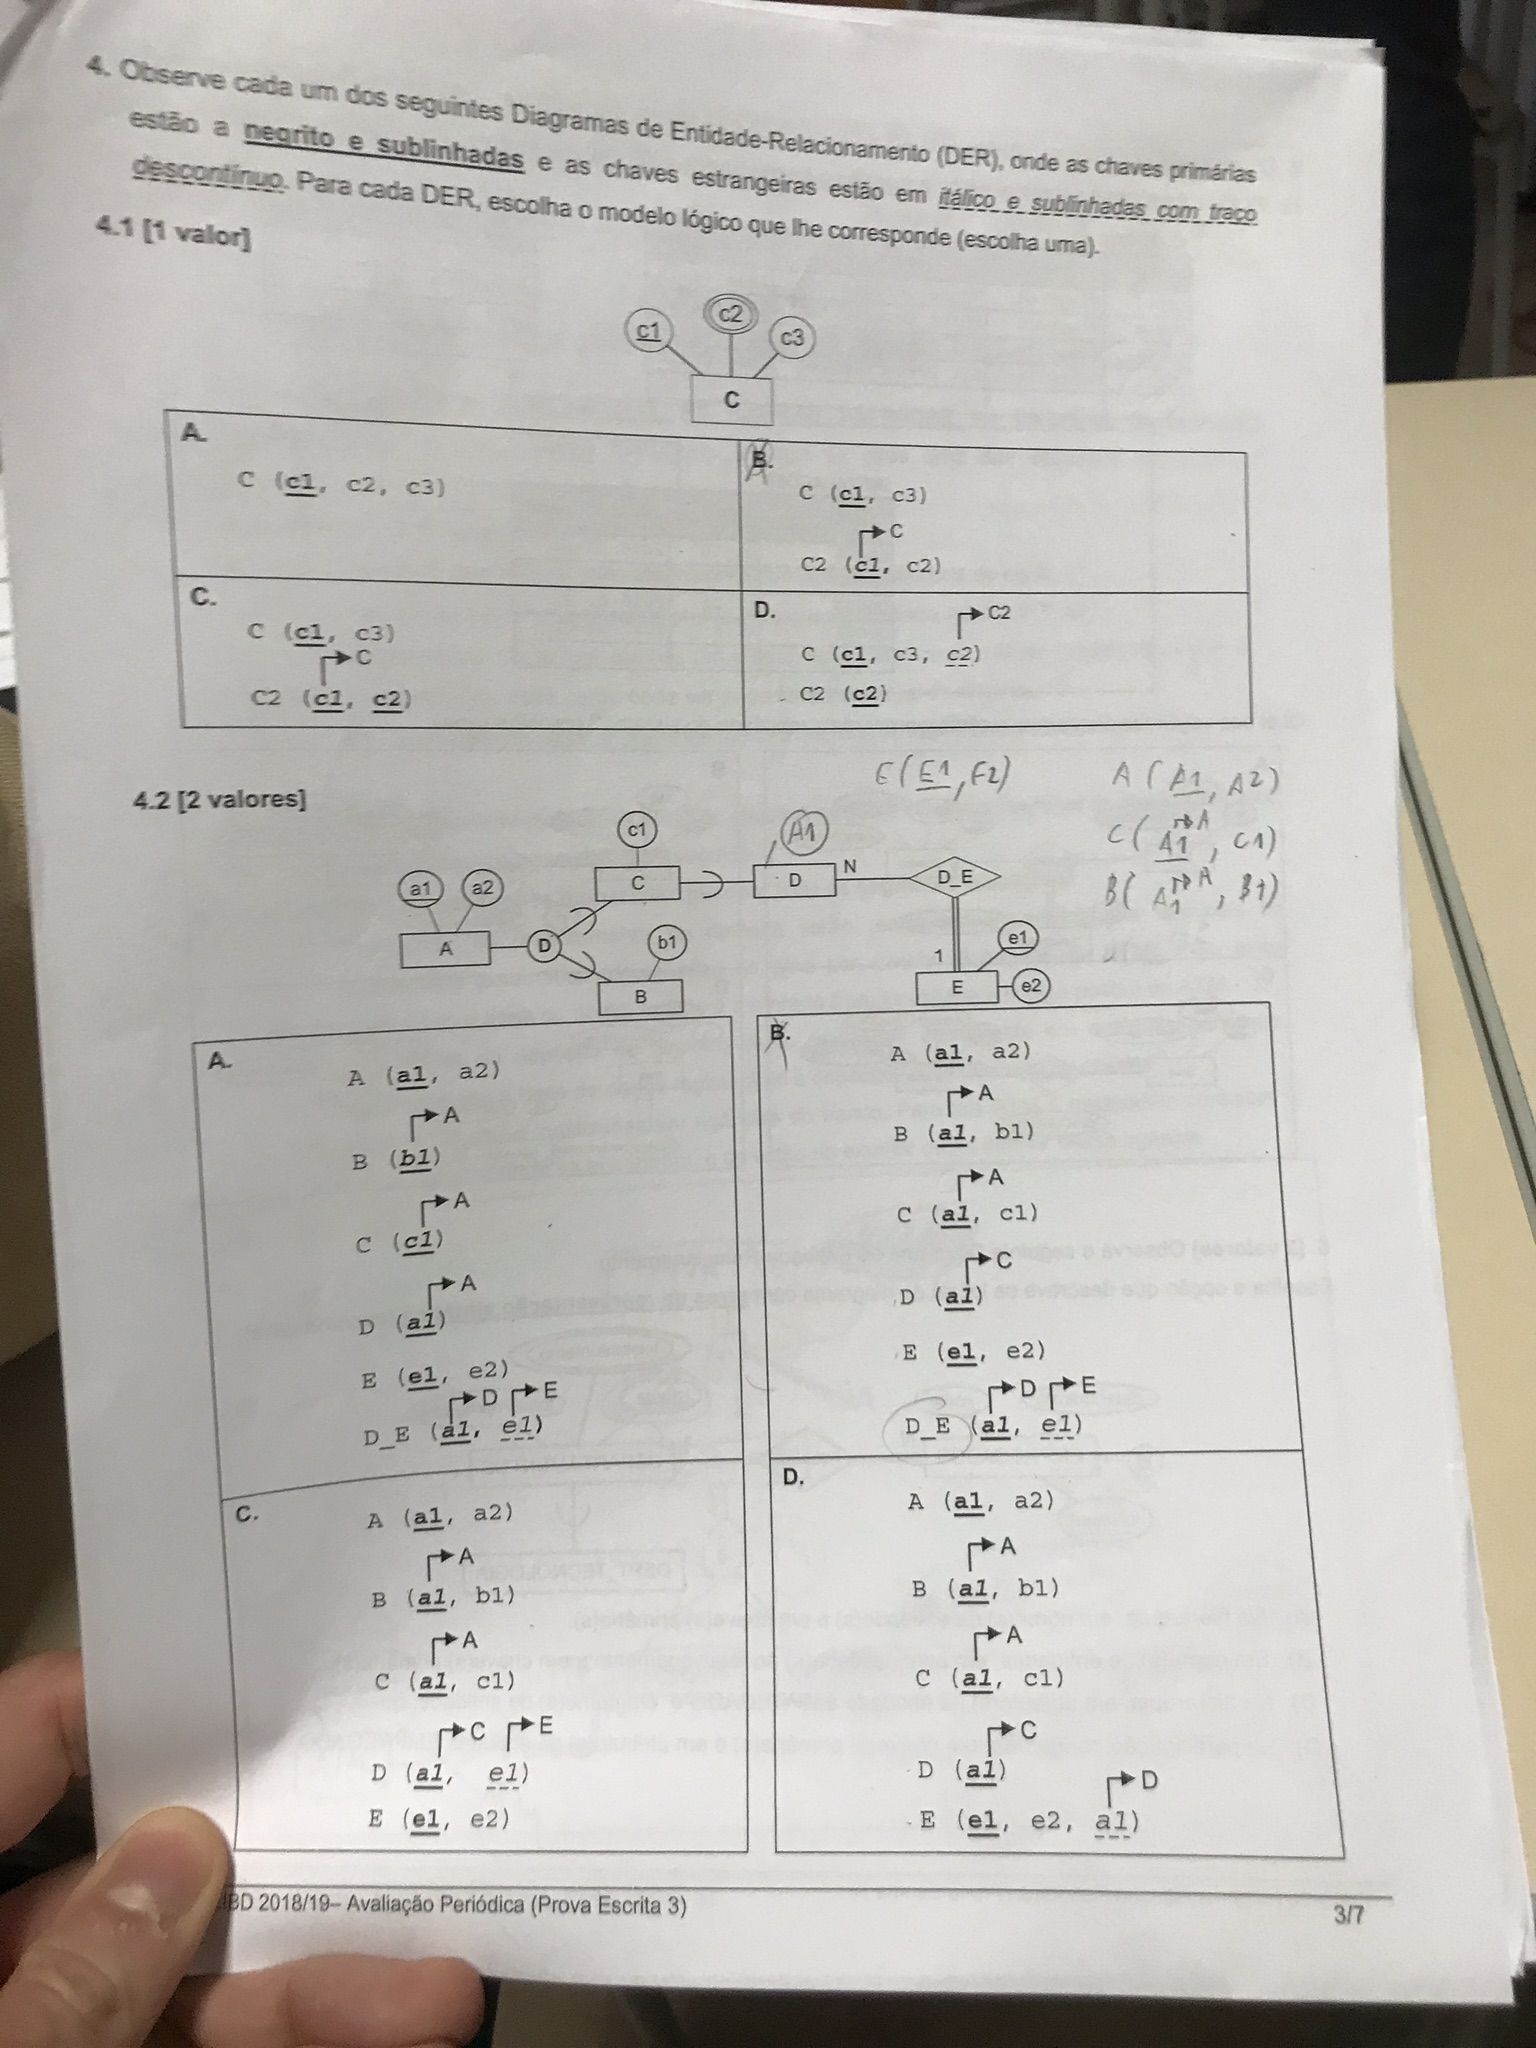 4. Observe cada um dos seguintes Diagramas de Entidade-Relacionamento (DER), onde as chaves primárias
estão a negrito e sublinhadas e as chaves estrangeiras estão em itálico e sublinhadas com traço
descontínuo. Para cada DER, escolha o modelo lógico que lhe corresponde (escolha uma).
4.1 [1 valor]
c1 c2 c3
C
A.
C (c1, c2, c3)
B.
C (c1, c3)
C
C2 (c1, c2)
C.
C (c1, c3)
C
C2 (c1, c2)
D.
C2
C (c1, c3, c2)
C2 (c2)
4.2 [2 valores]
E(E1,E2)
A(A1, A2)
C(A1, C1)
A
B(A1, B1)
A
c1
A1
a1 a2
C
D
N
D_E
A
D
b1
B
1
e1
E
e2
A.
A (a1, a2)
A
B (b1)
A
C (c1)
A
D (a1)
E (e1, e2)
D E
D_E (a1, e1)
B.
A (a1, a2)
A
B (a1, b1)
A
C (a1, c1)
C
D (a1)
E (e1, e2)
D E
D_E (a1, e1)
C.
A (a1, a2)
A
B (a1, b1)
A
C (a1, c1)
C E
D (a1, e1)
E (e1, e2)
D.
A (a1, a2)
A
B (a1, b1)
A
C (a1, c1)
C
D (a1)
D
E (e1, e2, a1)
BD 2018/19– Avaliação Periódica (Prova Escrita 3)
3/7